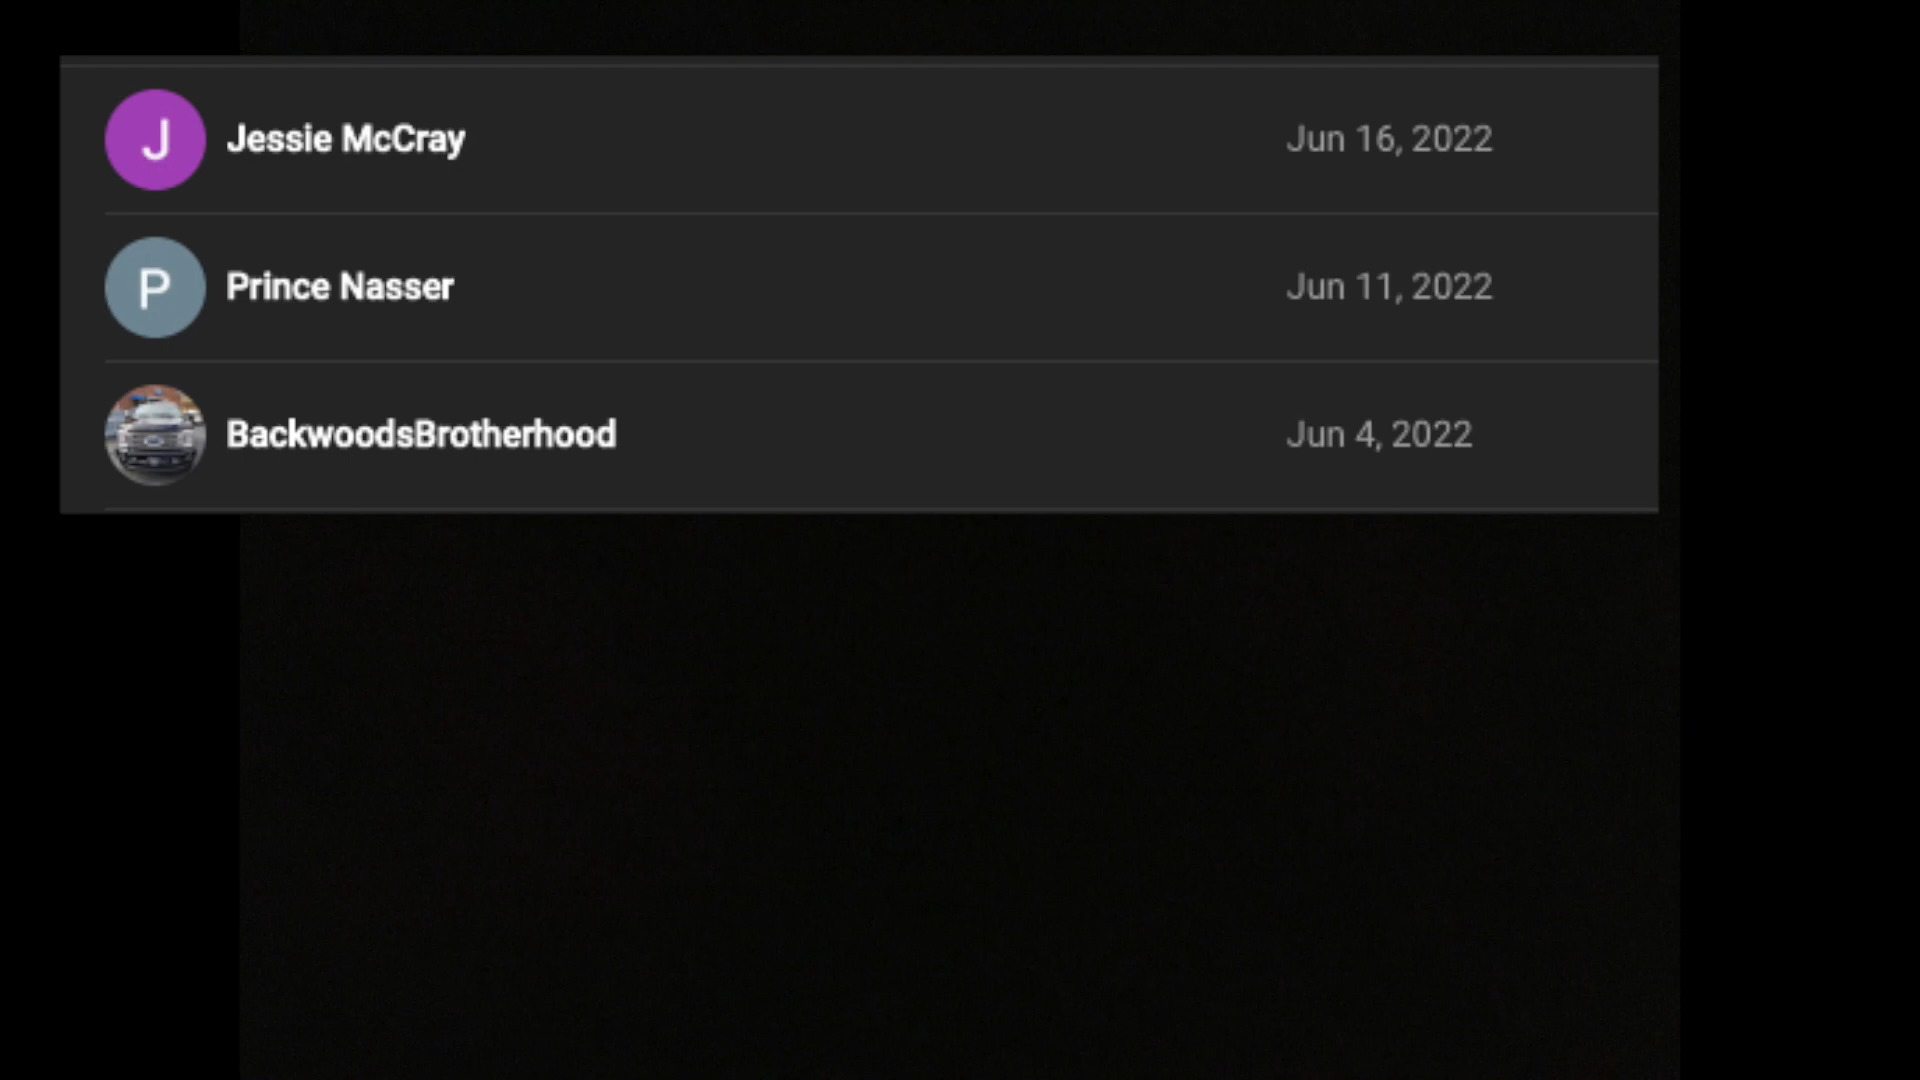 J Jessie McCray Jun 16, 2022
P Prince Nasser Jun 11, 2022
BackwoodsBrotherhood Jun 4, 2022